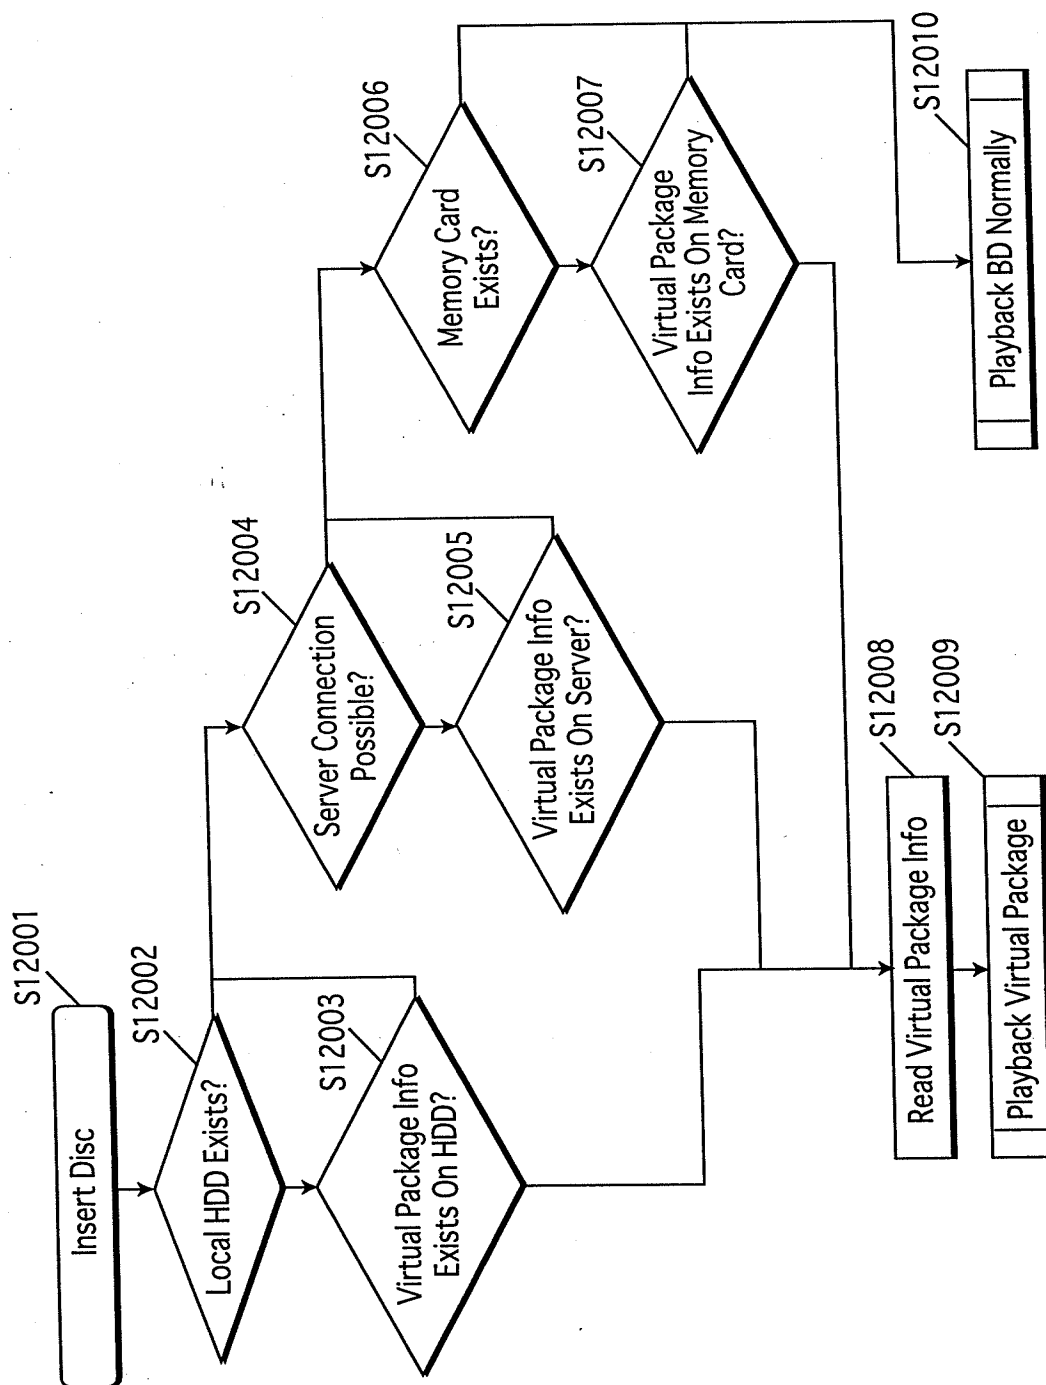 S12001
Insert Disc
S12002
Local HDD Exists?
S12003
Virtual Package Info
Exists On HDD?
S12004
Server Connection
Possible?
S12005
Virtual Package Info
Exists On Server?
S12006
Memory Card
Exists?
S12007
Virtual Package
Info Exists On Memory
Card?
S12008
Read Virtual Package Info
S12009
Playback Virtual Package
S12010
Playback BD Normally